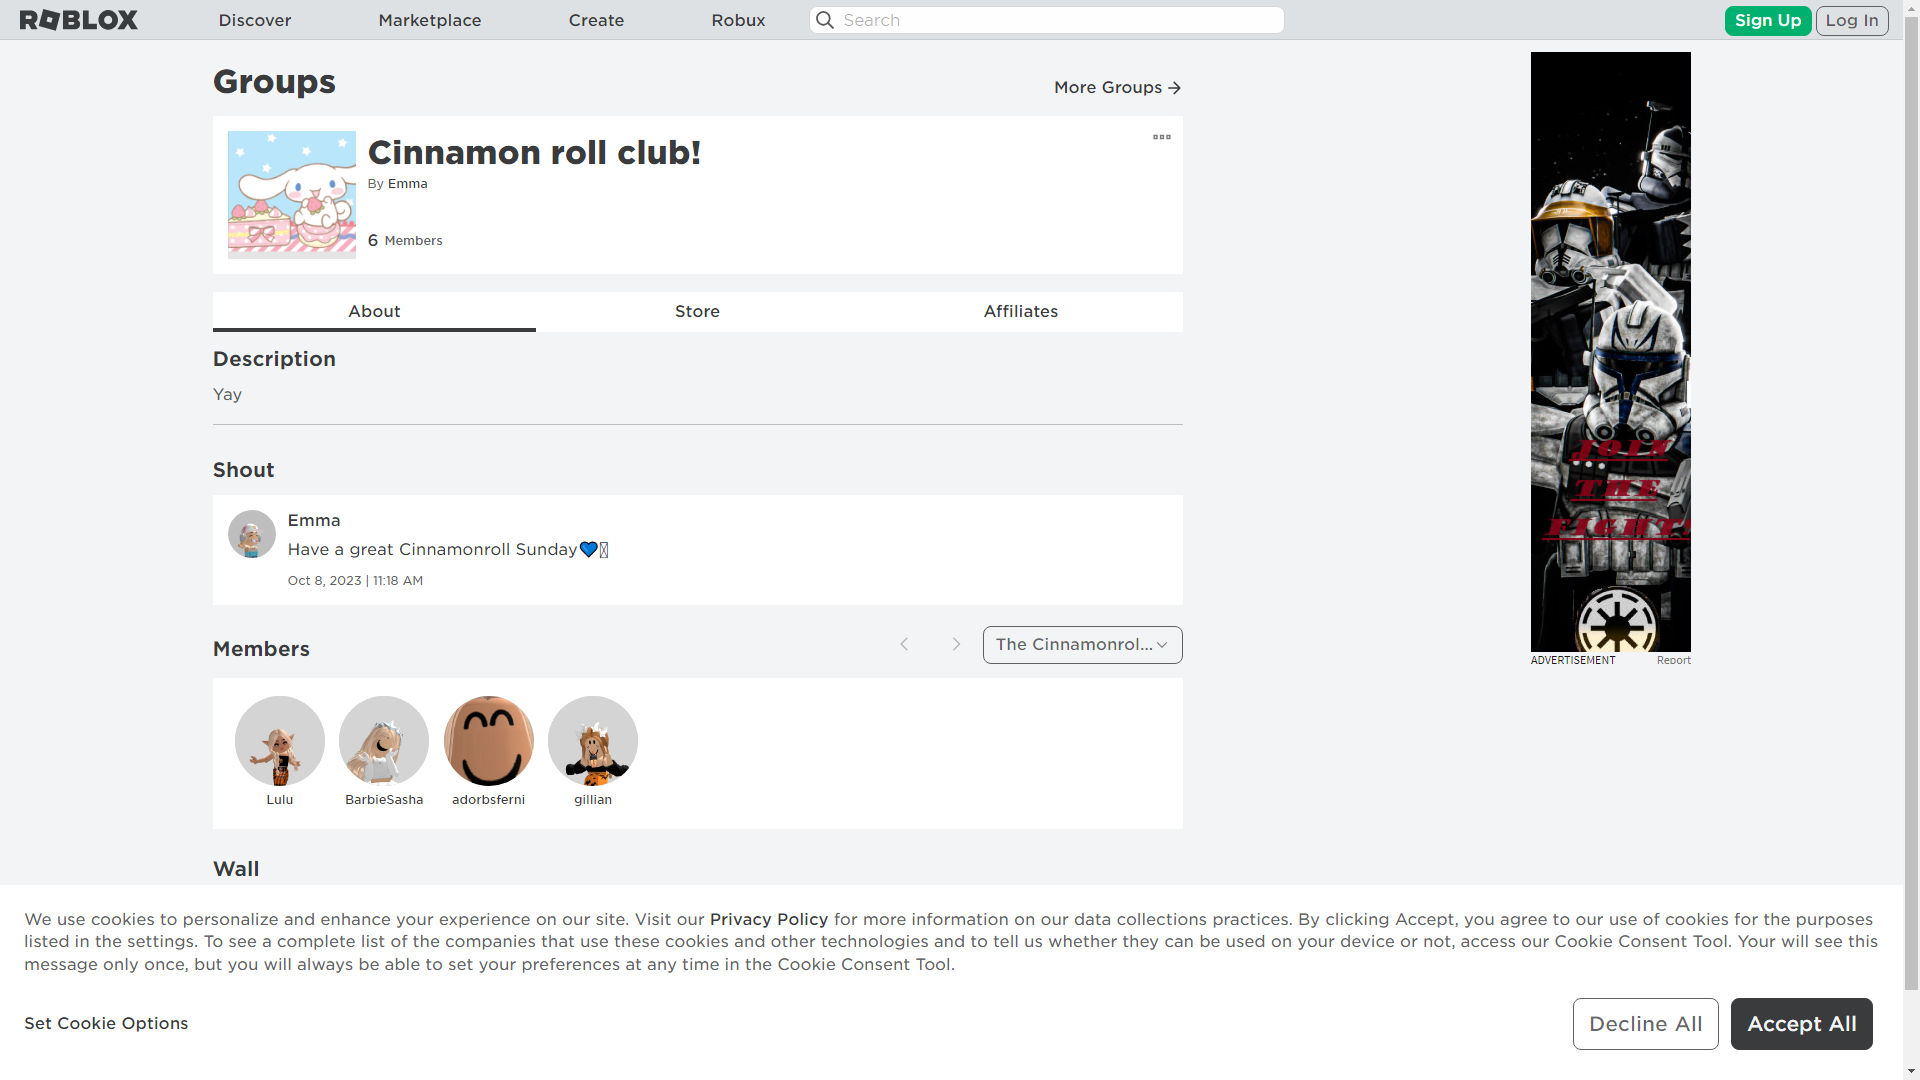 ROBLOX
Discover
Marketplace
Create
Robux
Search
Sign Up
Log In
Groups
More Groups
Cinnamon roll club!
By Emma
6 Members
About
Store
Affiliates
Description
Yay
Shout
Emma
Have a great Cinnamonroll Sunday💙
Oct 8, 2023 | 11:18 AM
Members
The Cinnamonrol...
Lulu
BarbieSasha
adorbsferni
gillian
Wall
JOIN
THE
FIGHT!
ADVERTISEMENT
Report
We use cookies to personalize and enhance your experience on our site. Visit our Privacy Policy for more information on our data collections practices. By clicking Accept, you agree to our use of cookies for the purposes
listed in the settings. To see a complete list of the companies that use these cookies and other technologies and to tell us whether they can be used on your device or not, access our Cookie Consent Tool. Your will see this
message only once, but you will always be able to set your preferences at any time in the Cookie Consent Tool.
Set Cookie Options
Decline All
Accept All